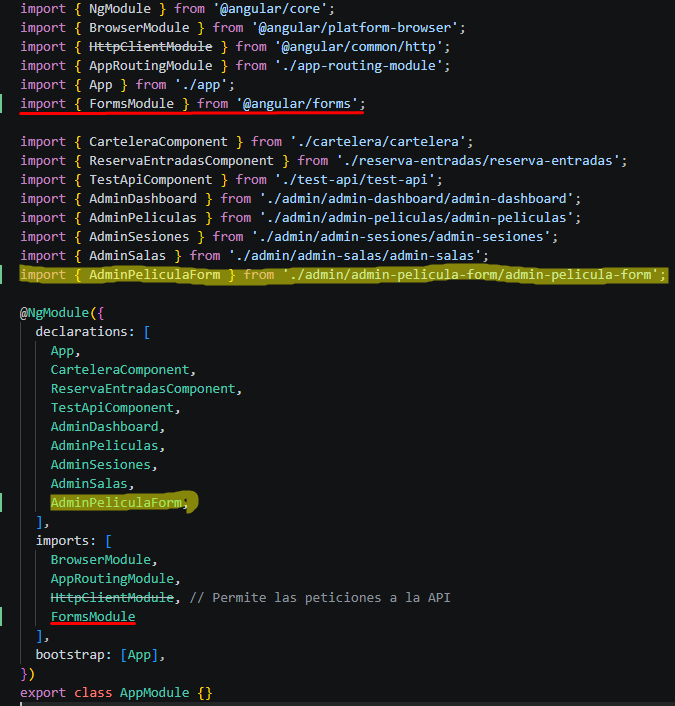 import { NgModule } from '@angular/core';
import { BrowserModule } from '@angular/platform-browser';
import { HttpClientModule } from '@angular/common/http';
import { AppRoutingModule } from './app-routing-module';
import { App } from './app';
import { FormsModule } from '@angular/forms';
import { CarteleraComponent } from './cartelera/cartelera';
import { ReservaEntradasComponent } from './reserva-entradas/reserva-entradas';
import { TestApiComponent } from './test-api/test-api';
import { AdminDashboard } from './admin/admin-dashboard/admin-dashboard';
import { AdminPeliculas } from './admin/admin-peliculas/admin-peliculas';
import { AdminSesiones } from './admin/admin-sesiones/admin-sesiones';
import { AdminSalas } from './admin/admin-salas/admin-salas';
import { AdminPeliculaForm } from './admin/admin-pelicula-form/admin-pelicula-form';
@NgModule({
  declarations: [
    App,
    CarteleraComponent,
    ReservaEntradasComponent,
    TestApiComponent,
    AdminDashboard,
    AdminPeliculas,
    AdminSesiones,
    AdminSalas,
    AdminPeliculaForm,
  ],
  imports: [
    BrowserModule,
    AppRoutingModule,
    HttpClientModule, // Permite las peticiones a la API
    FormsModule
  ],
  bootstrap: [App],
})
export class AppModule {}